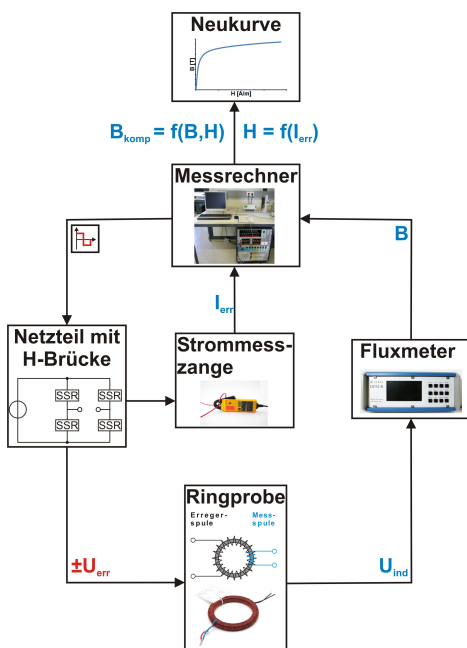 Neukurve
B [T]
H [A/m]
B_komp = f(B,H)
H = f(I_err)
Messrechner
B
I_err
Netzteil mit
H-Brücke
SSR
SSR
SSR
SSR
Strommess-
zange
Fluxmeter
Ringprobe
Erreger-
spule
Mess-
spule
±U_err
U_ind